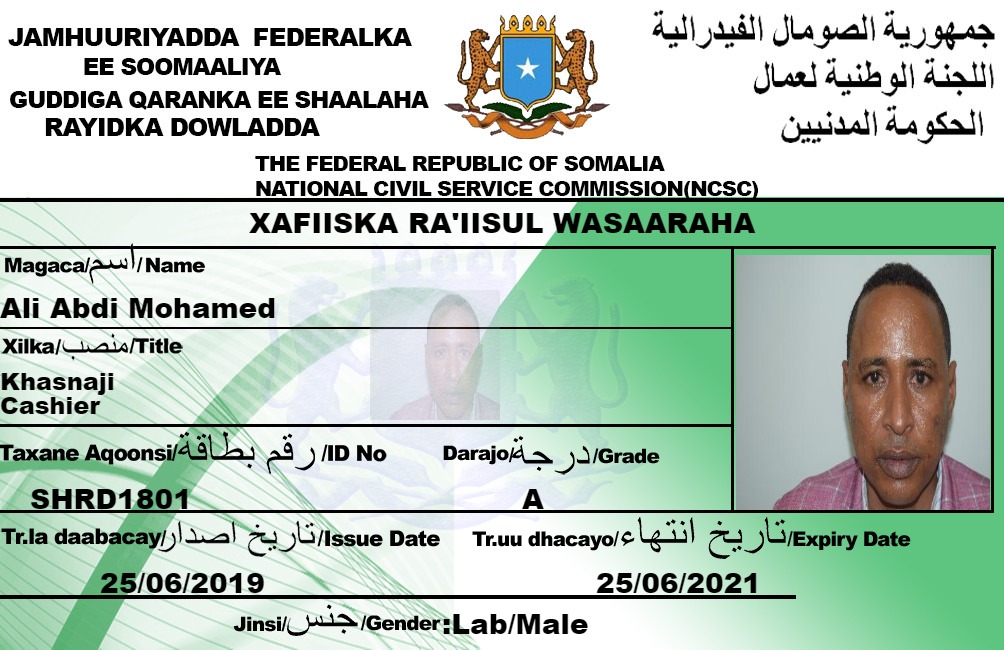 JAMHUURIYADDA FEDERALKA
EE SOOMAALIYA
GUDDIGA QARANKA EE SHAALAHA
RAYIDKA DOWLADDA
جمهورية الصومال الفيدرالية
اللجنة الوطنية لعمال
الحكومة المدنيين
THE FEDERAL REPUBLIC OF SOMALIA
NATIONAL CIVIL SERVICE COMMISSION(NCSC)
XAFIISKA RA'IISUL WASAARAHA
Magaca/اسم/Name
Ali Abdi Mohamed
Xilka/منصب/Title
Khasnaji
Cashier
Taxane Aqoonsi/رقم بطاقة/ID No
Darajo/درجة/Grade
SHRD1801
A
Tr.la daabacay/تاريخ اصدار/Issue Date
Tr.uu dhacayo/تاريخ انتهاء/Expiry Date
25/06/2019
25/06/2021
Jinsi/جنس/Gender:Lab/Male